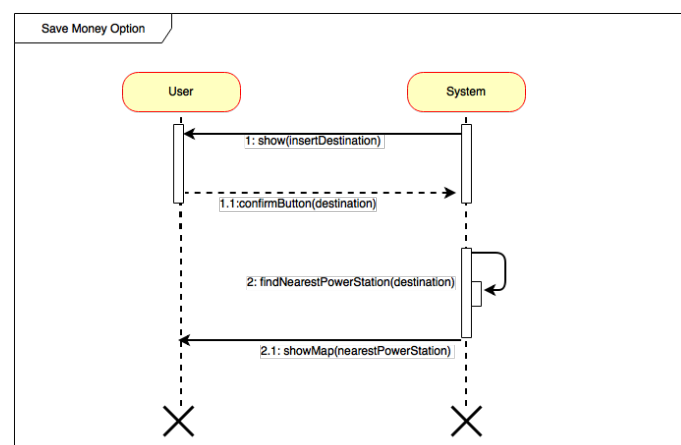 Save Money Option
User
System
1: show(insertDestination)
1.1:confirmButton(destination)
2: findNearestPowerStation(destination)
2.1: showMap(nearestPowerStation)